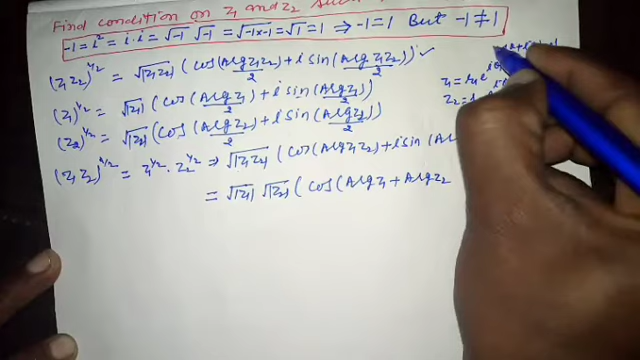 Find condition on z₁ and z₂ such
-1 = i² = i·i = √-1 √-1 = √-1x-1 = √1 = 1 ⇒ -1 = 1 But -1 ≠ 1
(z₁z₂)^1/2 = √|z₁z₂| (cos(Arg z₁z₂)/2 + i sin(Arg z₁z₂)/2) ✓
(z₁)^1/2 = √|z₁| (cos(Arg z₁)/2 + i sin(Arg z₁)/2)
z₁ = r₁e
(z₂)^1/2 = √|z₂| (cos(Arg z₂)/2 + i sin(Arg z₂)/2)
z₂ =
(z₁z₂)^1/2 = z₁^1/2 · z₂^1/2 ⇒ √|z₁z₂| (cos(Arg z₁z₂) + i sin (Ar
= √|z₁| √|z₂| (cos(Arg z₁ + Arg z₂